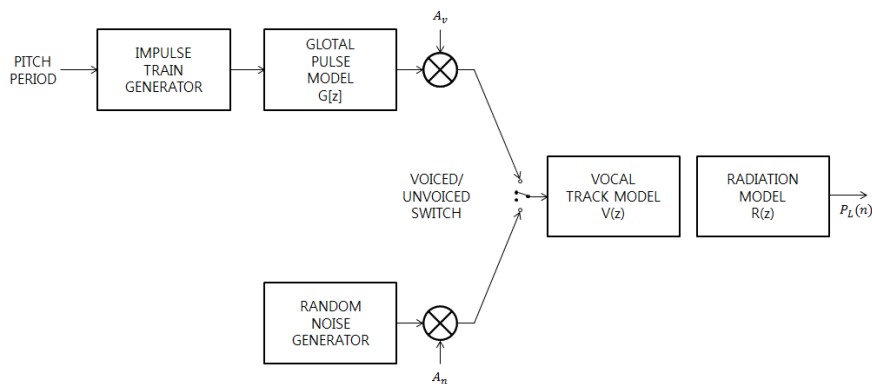 A_v
PITCH
PERIOD
IMPULSE
TRAIN
GENERATOR
GLOTAL
PULSE
MODEL
G[z]
VOICED/
UNVOICED
SWITCH
VOCAL
TRACK MODEL
V(z)
RADIATION
MODEL
R(z)
P_L(n)
RANDOM
NOISE
GENERATOR
A_n